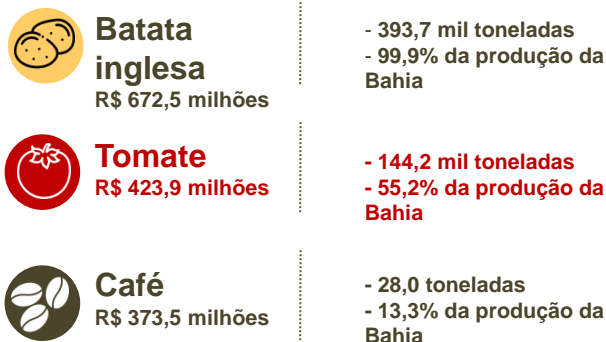 Batata
inglesa
R$ 672,5 milhões
- 393,7 mil toneladas
- 99,9% da produção da
Bahia
Tomate
R$ 423,9 milhões
- 144,2 mil toneladas
- 55,2% da produção da
Bahia
Café
R$ 373,5 milhões
- 28,0 toneladas
- 13,3% da produção da
Bahia